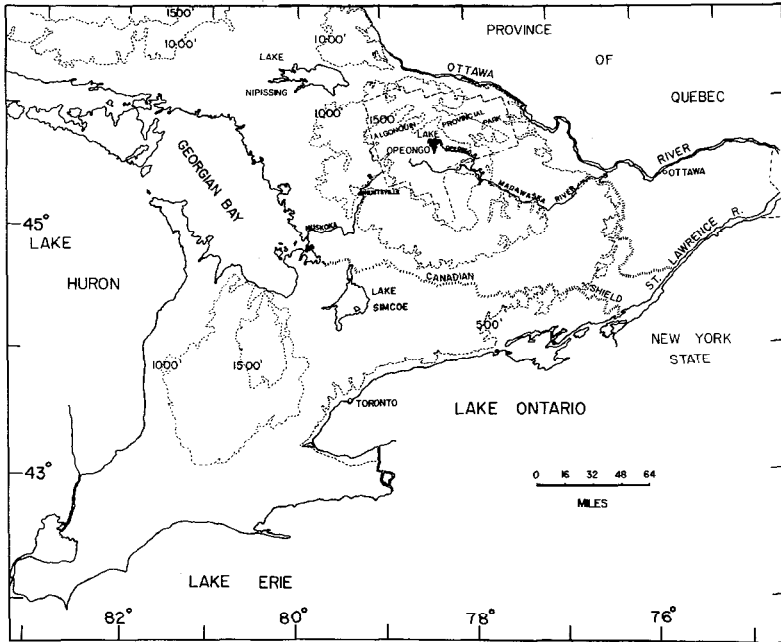 1500'
1000'
1000'
PROVINCE
OF
QUEBEC
LAKE
NIPISSING
OTTAWA
RIVER
OTTAWA
1000'
1500'
ALGONQUIN
PROVINCIAL
PARK
LAKE
OPEONGO
GEORGIAN BAY
HUNTSVILLE
MADAWASKA
RIVER
MUSKOKA
45°
LAKE
HURON
CANADIAN
SHIELD
ST. LAWRENCE R.
LAKE
SIMCOE
500'
NEW YORK
STATE
1000'
1500'
TORONTO
LAKE ONTARIO
43°
0 16 32 48 64
MILES
LAKE ERIE
82° 80° 78° 76°